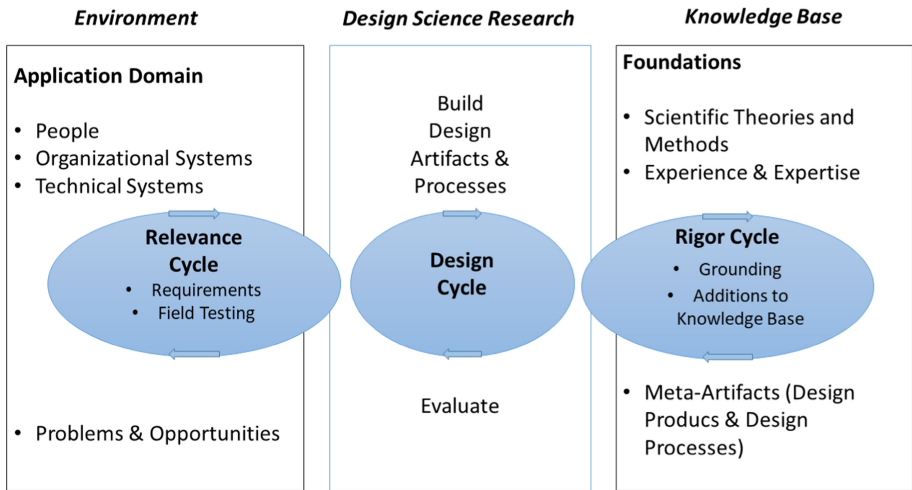 Environment
Design Science Research
Knowledge Base
Application Domain
• People
• Organizational Systems
• Technical Systems
Relevance
Cycle
• Requirements
• Field Testing
• Problems & Opportunities
Build
Design
Artifacts &
Processes
Design
Cycle
Evaluate
Foundations
• Scientific Theories and
Methods
• Experience & Expertise
Rigor Cycle
• Grounding
• Additions to
Knowledge Base
• Meta-Artifacts (Design
Producs & Design
Processes)